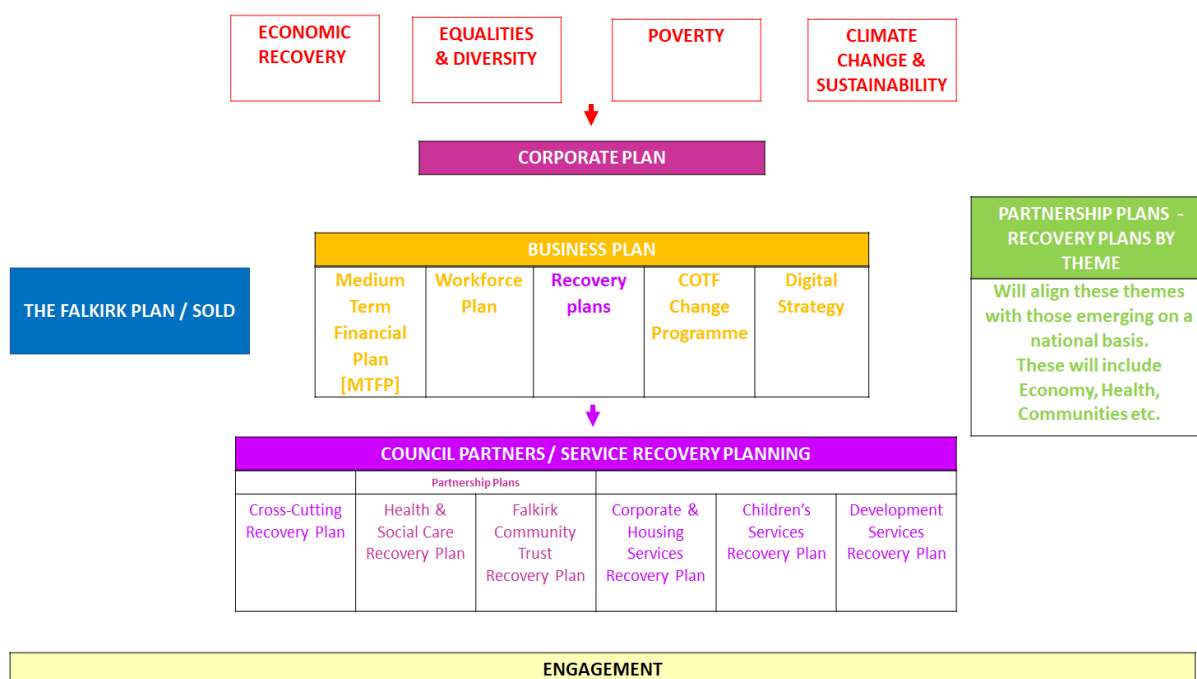 ECONOMIC
RECOVERY
EQUALITIES
& DIVERSITY
POVERTY
CLIMATE
CHANGE &
SUSTAINABILITY
CORPORATE PLAN
THE FALKIRK PLAN / SOLD
BUSINESS PLAN
Medium
Term
Financial
Plan
[MTFP]
Workforce
Plan
Recovery
plans
COTF
Change
Programme
Digital
Strategy
PARTNERSHIP PLANS -
RECOVERY PLANS BY
THEME
Will align these themes
with those emerging on a
national basis.
These will include
Economy, Health,
Communities etc.
COUNCIL PARTNERS / SERVICE RECOVERY PLANNING
Partnership Plans
Cross-Cutting
Recovery Plan
Health &
Social Care
Recovery Plan
Falkirk
Community
Trust
Recovery Plan
Corporate &
Housing
Services
Recovery Plan
Children's
Services
Recovery Plan
Development
Services
Recovery Plan
ENGAGEMENT